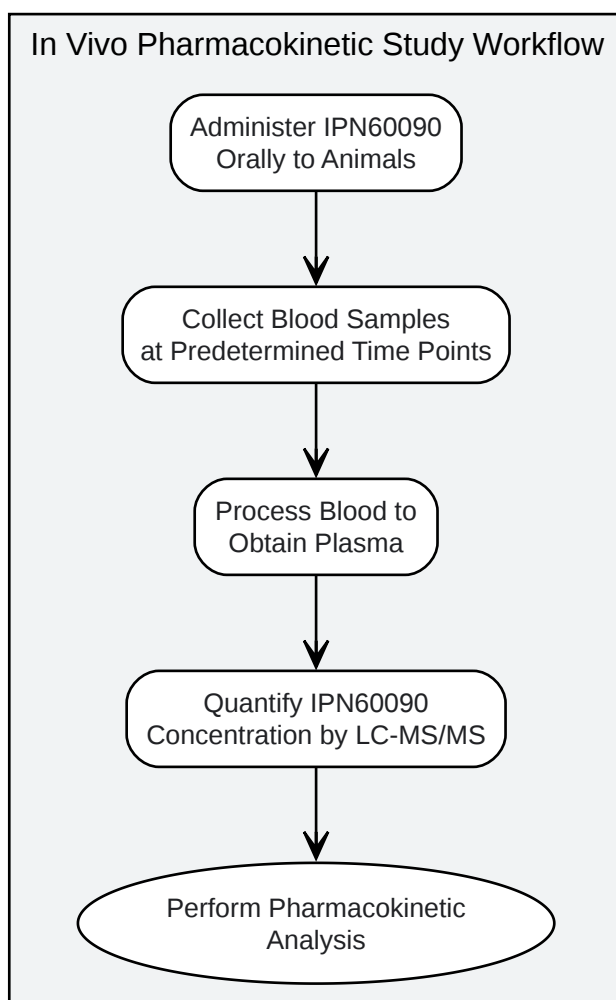 In Vivo Pharmacokinetic Study Workflow
Administer IPN60090
Orally to Animals
Collect Blood Samples
at Predetermined Time Points
Process Blood to
Obtain Plasma
Quantify IPN60090
Concentration by LC-MS/MS
Perform Pharmacokinetic
Analysis